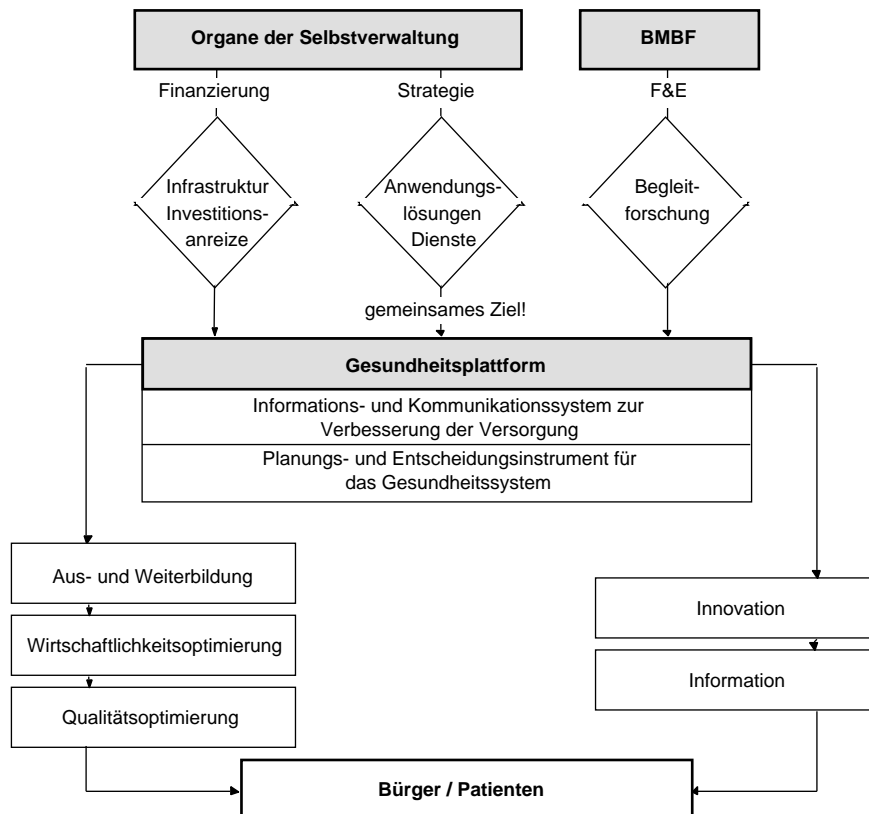 Organe der Selbstverwaltung
BMBF
Finanzierung
Strategie
F&E
Infrastruktur
Investitions-
anreize
Anwendungs-
lösungen
Dienste
Begleit-
forschung
gemeinsames Ziel!
Gesundheitsplattform
Informations- und Kommunikationssystem zur
Verbesserung der Versorgung
Planungs- und Entscheidungsinstrument für
das Gesundheitssystem
Aus- und Weiterbildung
Wirtschaftlichkeitsoptimierung
Qualitätsoptimierung
Innovation
Information
Bürger / Patienten